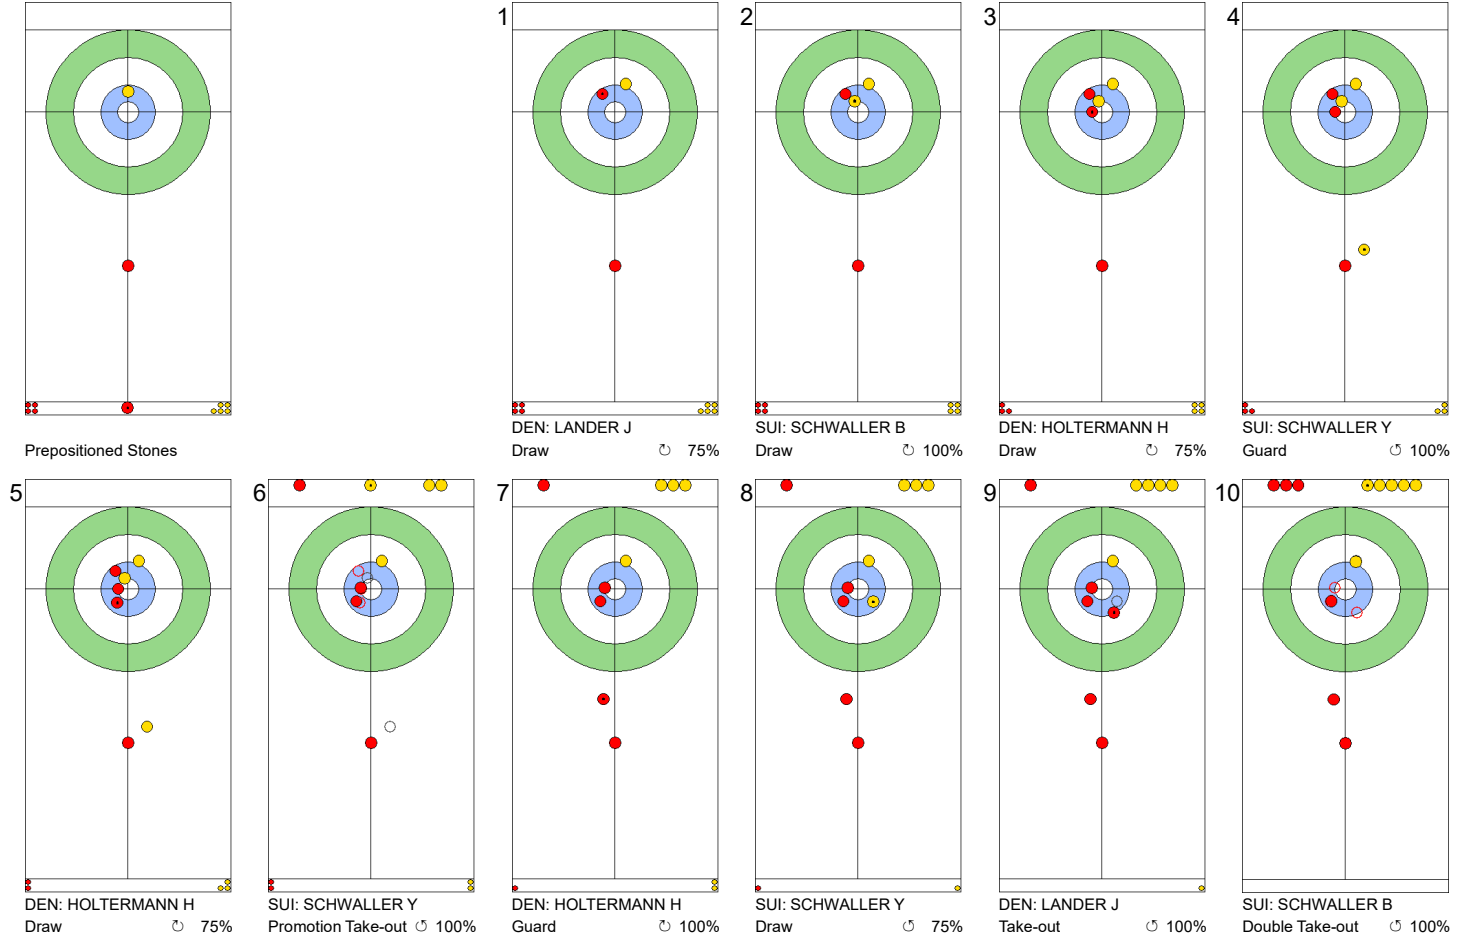 1
2
3
4
Prepositioned Stones
DEN: LANDER J
Draw ↻ 75%
SUI: SCHWALLER B
Draw ↻ 100%
DEN: HOLTERMANN H
Draw ↻ 75%
SUI: SCHWALLER Y
Guard ↺ 100%
5
6
7
8
9
10
DEN: HOLTERMANN H
Draw ↻ 75%
SUI: SCHWALLER Y
Promotion Take-out ↺ 100%
DEN: HOLTERMANN H
Guard ↻ 100%
SUI: SCHWALLER Y
Draw ↺ 75%
DEN: LANDER J
Take-out ↺ 100%
SUI: SCHWALLER B
Double Take-out ↺ 100%